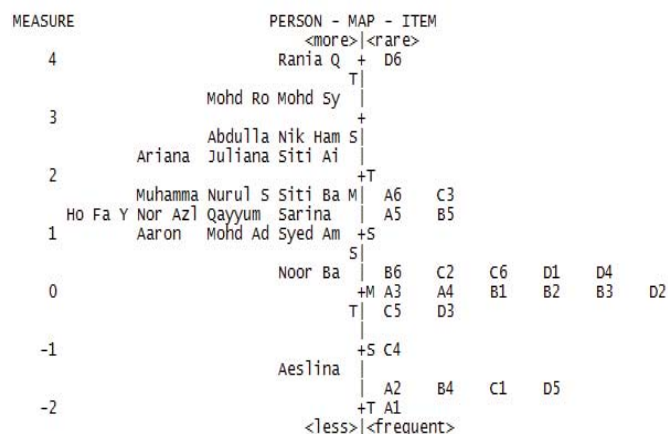 MEASURE PERSON - MAP - ITEM
<more>|<rare>
4 Rania Q + D6
T|
Mohd Ro Mohd Sy |
3 +
Abdulla Nik Ham S|
Ariana Juliana Siti Ai |
2 +T
Muhamma Nurul S Siti Ba M| A6 C3
Ho Fa Y Nor Azl Qayyum Sarina | A5 B5
1 Aaron Mohd Ad Syed Am +S
S|
Noor Ba | B6 C2 C6 D1 D4
0 +M A3 A4 B1 B2 B3 D2
T| C5 D3
|
-1 +S C4
Aeslina |
| A2 B4 C1 D5
-2 +T A1
<less>|<frequent>